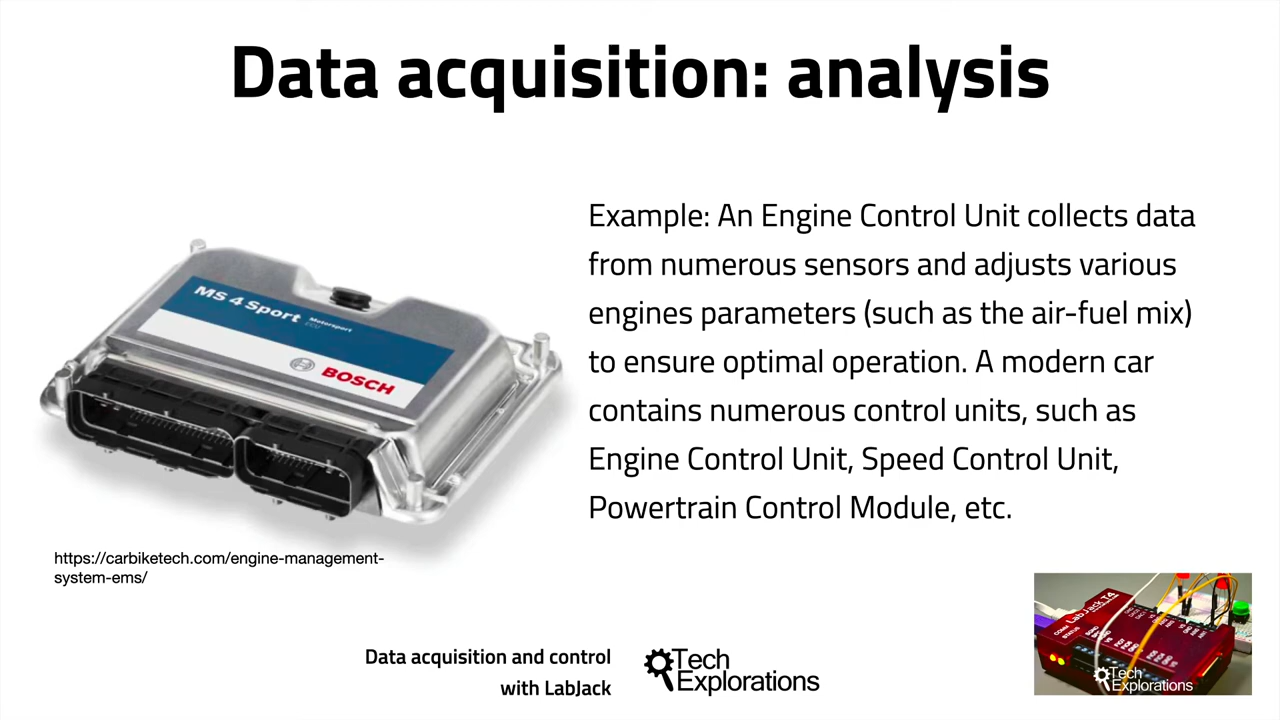 Data acquisition: analysis
Example: An Engine Control Unit collects data
from numerous sensors and adjusts various
engines parameters (such as the air-fuel mix)
to ensure optimal operation. A modern car
contains numerous control units, such as
Engine Control Unit, Speed Control Unit,
Powertrain Control Module, etc.
MS 4 Sport
Motorsport
ECU
BOSCH
https://carbiketech.com/engine-management-
system-ems/
Data acquisition and control
with LabJack
Tech
Explorations
LabJack T4
COMM
STATUS
Tech
Explorations